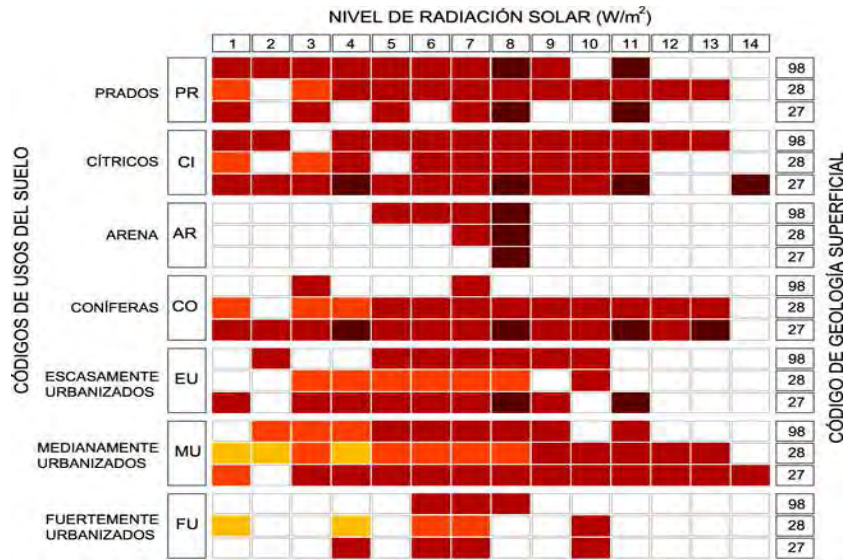 NIVEL DE RADIACIÓN SOLAR (W/m²)
1 2 3 4 5 6 7 8 9 10 11 12 13 14
CÓDIGOS DE USOS DEL SUELO
CÓDIGO DE GEOLOGÍA SUPERFICIAL
98
PRADOS PR 28
27
98
CÍTRICOS CI 28
27
98
ARENA AR 28
27
98
CONÍFERAS CO 28
27
98
ESCASAMENTE
URBANIZADOS EU 28
27
98
MEDIANAMENTE
URBANIZADOS MU 28
27
98
FUERTEMENTE
URBANIZADOS FU 28
27